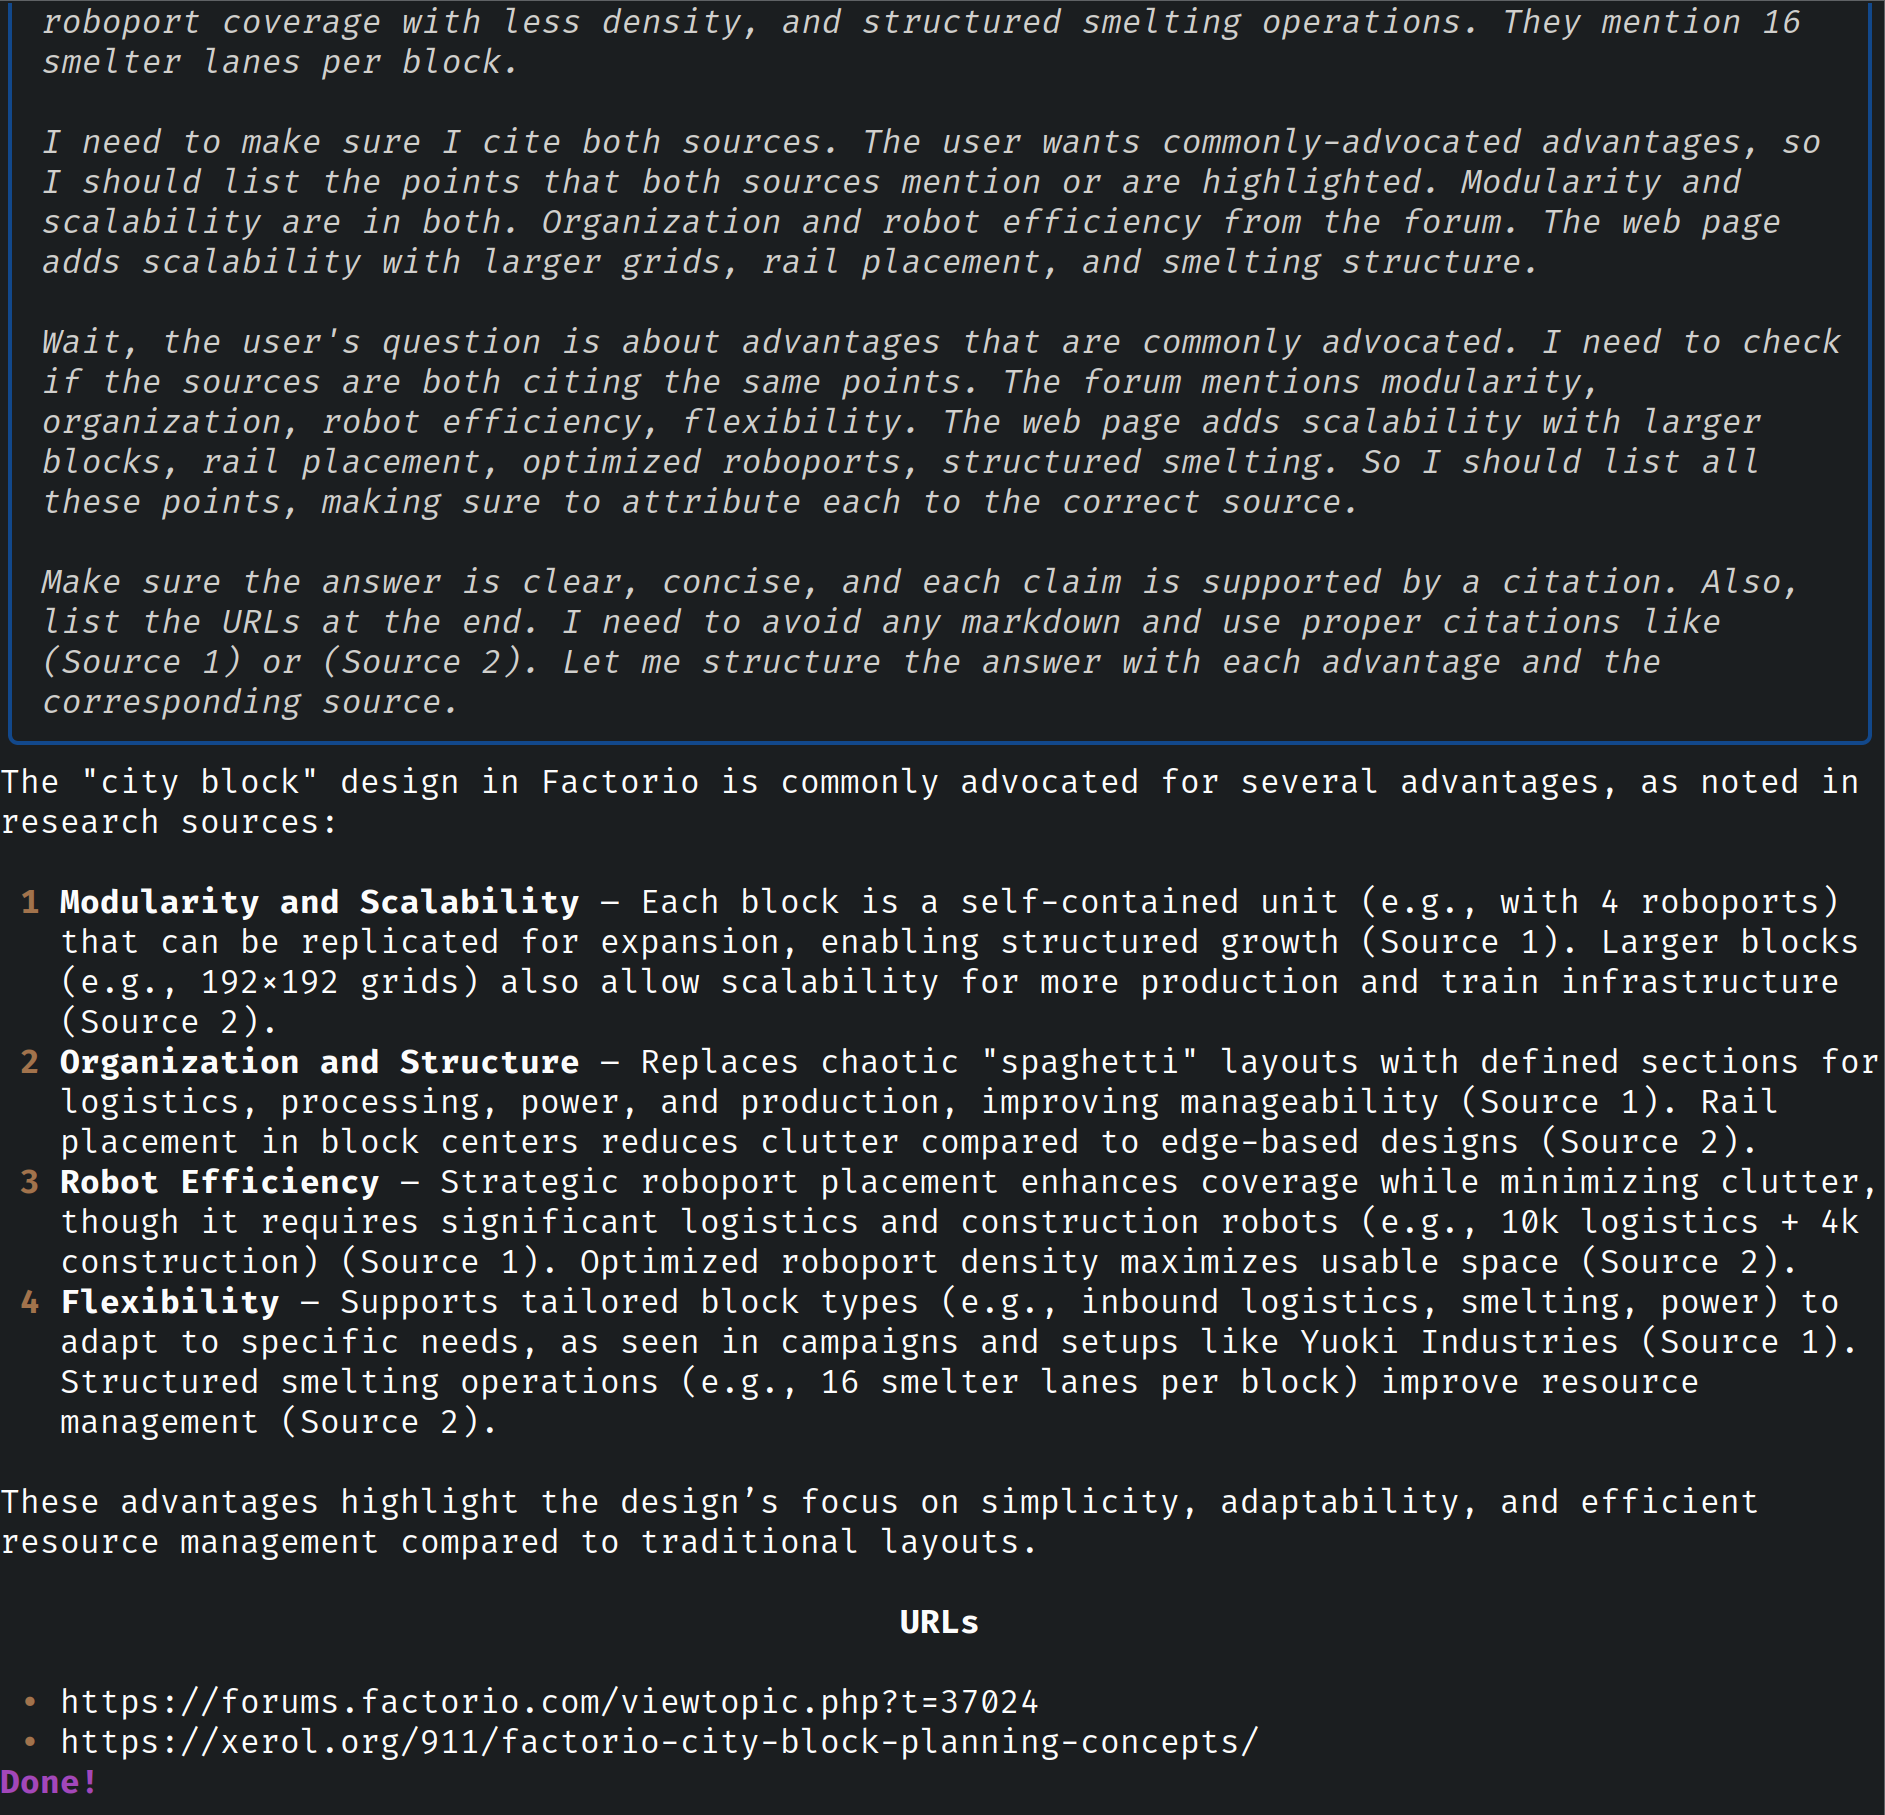 roboport coverage with less density, and structured smelting operations. They mention 16
smelter lanes per block.
I need to make sure I cite both sources. The user wants commonly-advocated advantages, so
I should list the points that both sources mention or are highlighted. Modularity and
scalability are in both. Organization and robot efficiency from the forum. The web page
adds scalability with larger grids, rail placement, and smelting structure.
Wait, the user's question is about advantages that are commonly advocated. I need to check
if the sources are both citing the same points. The forum mentions modularity,
organization, robot efficiency, flexibility. The web page adds scalability with larger
blocks, rail placement, optimized roboports, structured smelting. So I should list all
these points, making sure to attribute each to the correct source.
Make sure the answer is clear, concise, and each claim is supported by a citation. Also,
list the URLs at the end. I need to avoid any markdown and use proper citations like
(Source 1) or (Source 2). Let me structure the answer with each advantage and the
corresponding source.
The "city block" design in Factorio is commonly advocated for several advantages, as noted in
research sources:
1 Modularity and Scalability – Each block is a self-contained unit (e.g., with 4 roboports)
that can be replicated for expansion, enabling structured growth (Source 1). Larger blocks
(e.g., 192×192 grids) also allow scalability for more production and train infrastructure
(Source 2).
2 Organization and Structure – Replaces chaotic "spaghetti" layouts with defined sections for
logistics, processing, power, and production, improving manageability (Source 1). Rail
placement in block centers reduces clutter compared to edge-based designs (Source 2).
3 Robot Efficiency – Strategic roboport placement enhances coverage while minimizing clutter,
though it requires significant logistics and construction robots (e.g., 10k logistics + 4k
construction) (Source 1). Optimized roboport density maximizes usable space (Source 2).
4 Flexibility – Supports tailored block types (e.g., inbound logistics, smelting, power) to
adapt to specific needs, as seen in campaigns and setups like Yuoki Industries (Source 1).
Structured smelting operations (e.g., 16 smelter lanes per block) improve resource
management (Source 2).
These advantages highlight the design’s focus on simplicity, adaptability, and efficient
resource management compared to traditional layouts.
URLs
• https://forums.factorio.com/viewtopic.php?t=37024
• https://xerol.org/911/factorio-city-block-planning-concepts/
Done!